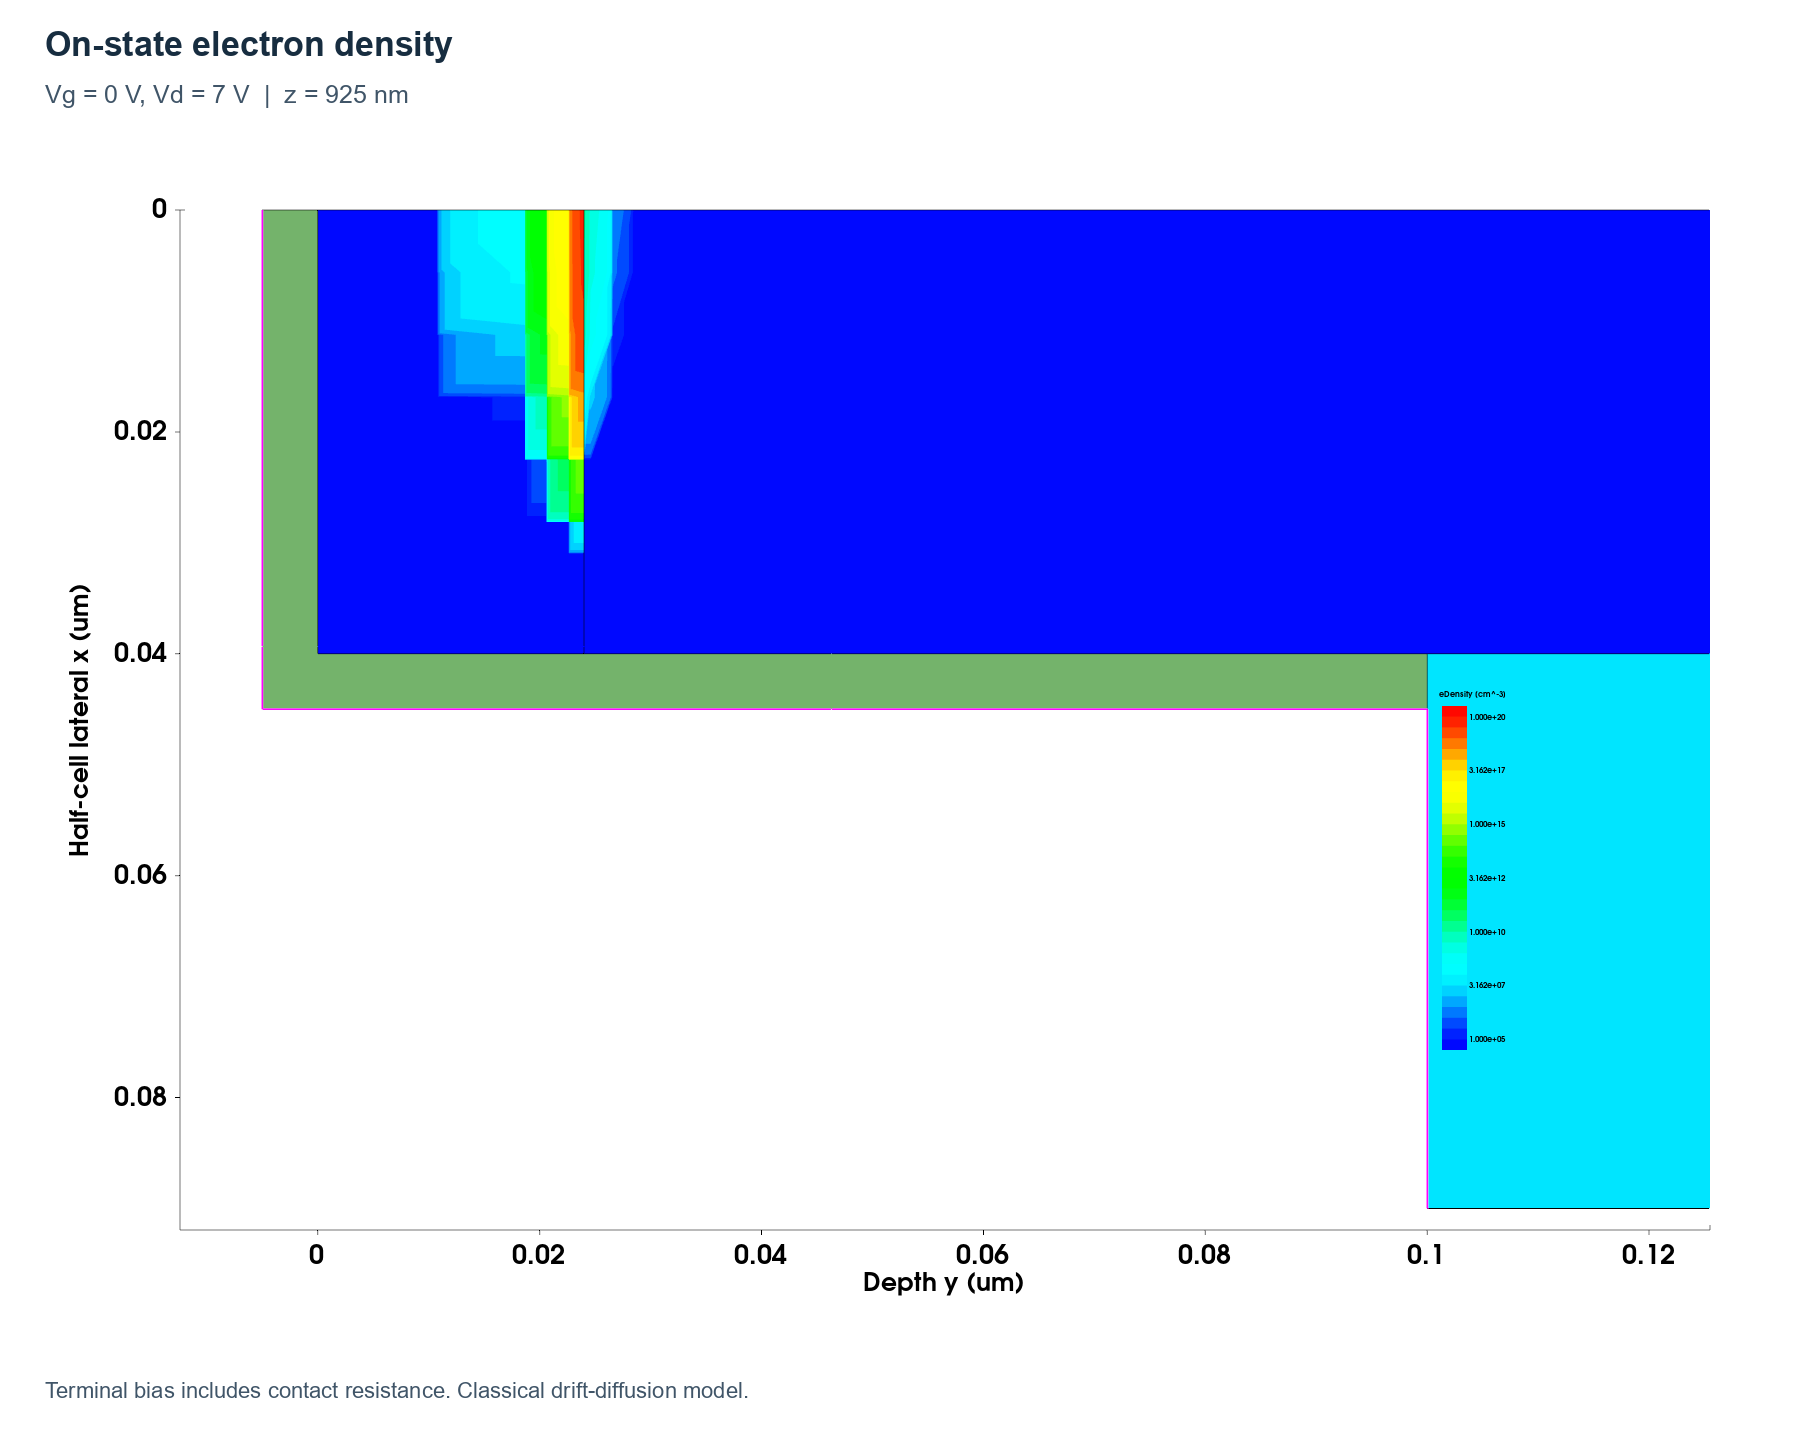 On-state electron density
Vg = 0 V, Vd = 7 V | z = 925 nm
0
0.02
0.04
0.06
0.08
Half-cell lateral x (um)
eDensity (cm^-3)
1.000e+20
3.162e+17
1.000e+15
3.162e+12
1.000e+10
3.162e+07
1.000e+05
0
0.02
0.04
0.06
0.08
0.1
0.12
Depth y (um)
Terminal bias includes contact resistance. Classical drift-diffusion model.